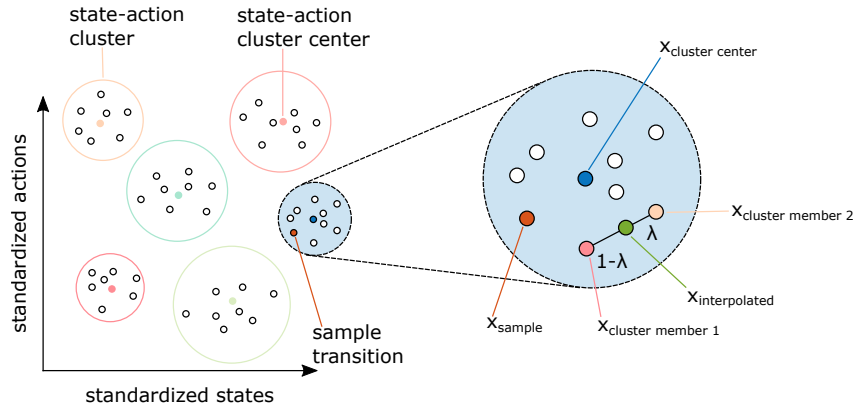 state-action
cluster
state-action
cluster center
x_cluster center
standardized actions
x_cluster member 2
λ
1-λ
x_interpolated
x_sample
x_cluster member 1
sample
transition
standardized states